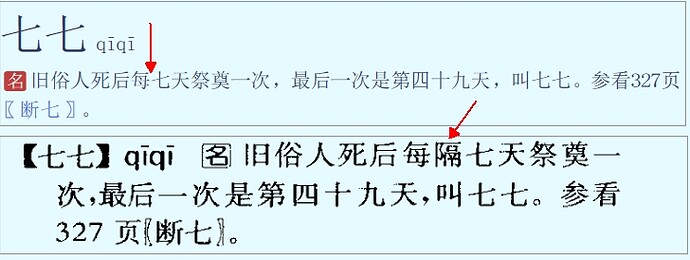 七七 qīqī
名 旧俗人死后每七天祭奠一次，最后一次是第四十九天，叫七七。参看327页
〖断七〗。
【七七】qīqī 名 旧俗人死后每隔七天祭奠一
次,最后一次是第四十九天,叫七七。参看
327 页〖断七〗。